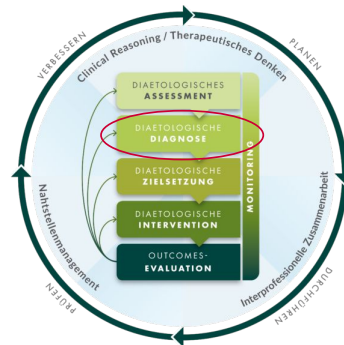 Clinical Reasoning / Therapeutisches Denken
VERBESSERN
PLANEN
DIAETOLOGISCHES
ASSESSMENT
DIAETOLOGISCHE
DIAGNOSE
DIAETOLOGISCHE
ZIELSETZUNG
DIAETOLOGISCHE
INTERVENTION
OUTCOMES-
EVALUATION
MONITORING
Nahtstellenmanagement
Interprofessionelle Zusammenarbeit
PRÜFEN
DURCHFÜHREN